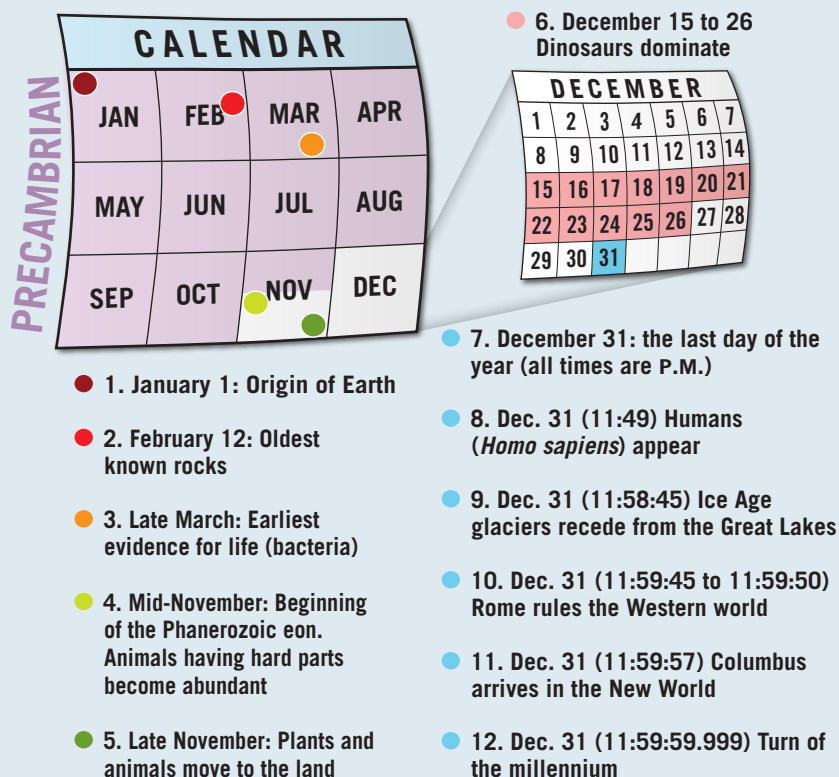 CALENDAR
PRECAMBRIAN
JAN FEB MAR APR
MAY JUN JUL AUG
SEP OCT NOV DEC
1. January 1: Origin of Earth
2. February 12: Oldest
known rocks
3. Late March: Earliest
evidence for life (bacteria)
4. Mid-November: Beginning
of the Phanerozoic eon.
Animals having hard parts
become abundant
5. Late November: Plants and
animals move to the land
6. December 15 to 26
Dinosaurs dominate
DECEMBER
1 2 3 4 5 6 7
8 9 10 11 12 13 14
15 16 17 18 19 20 21
22 23 24 25 26 27 28
29 30 31
7. December 31: the last day of the
year (all times are P.M.)
8. Dec. 31 (11:49) Humans
(Homo sapiens) appear
9. Dec. 31 (11:58:45) Ice Age
glaciers recede from the Great Lakes
10. Dec. 31 (11:59:45 to 11:59:50)
Rome rules the Western world
11. Dec. 31 (11:59:57) Columbus
arrives in the New World
12. Dec. 31 (11:59:59.999) Turn of
the millennium